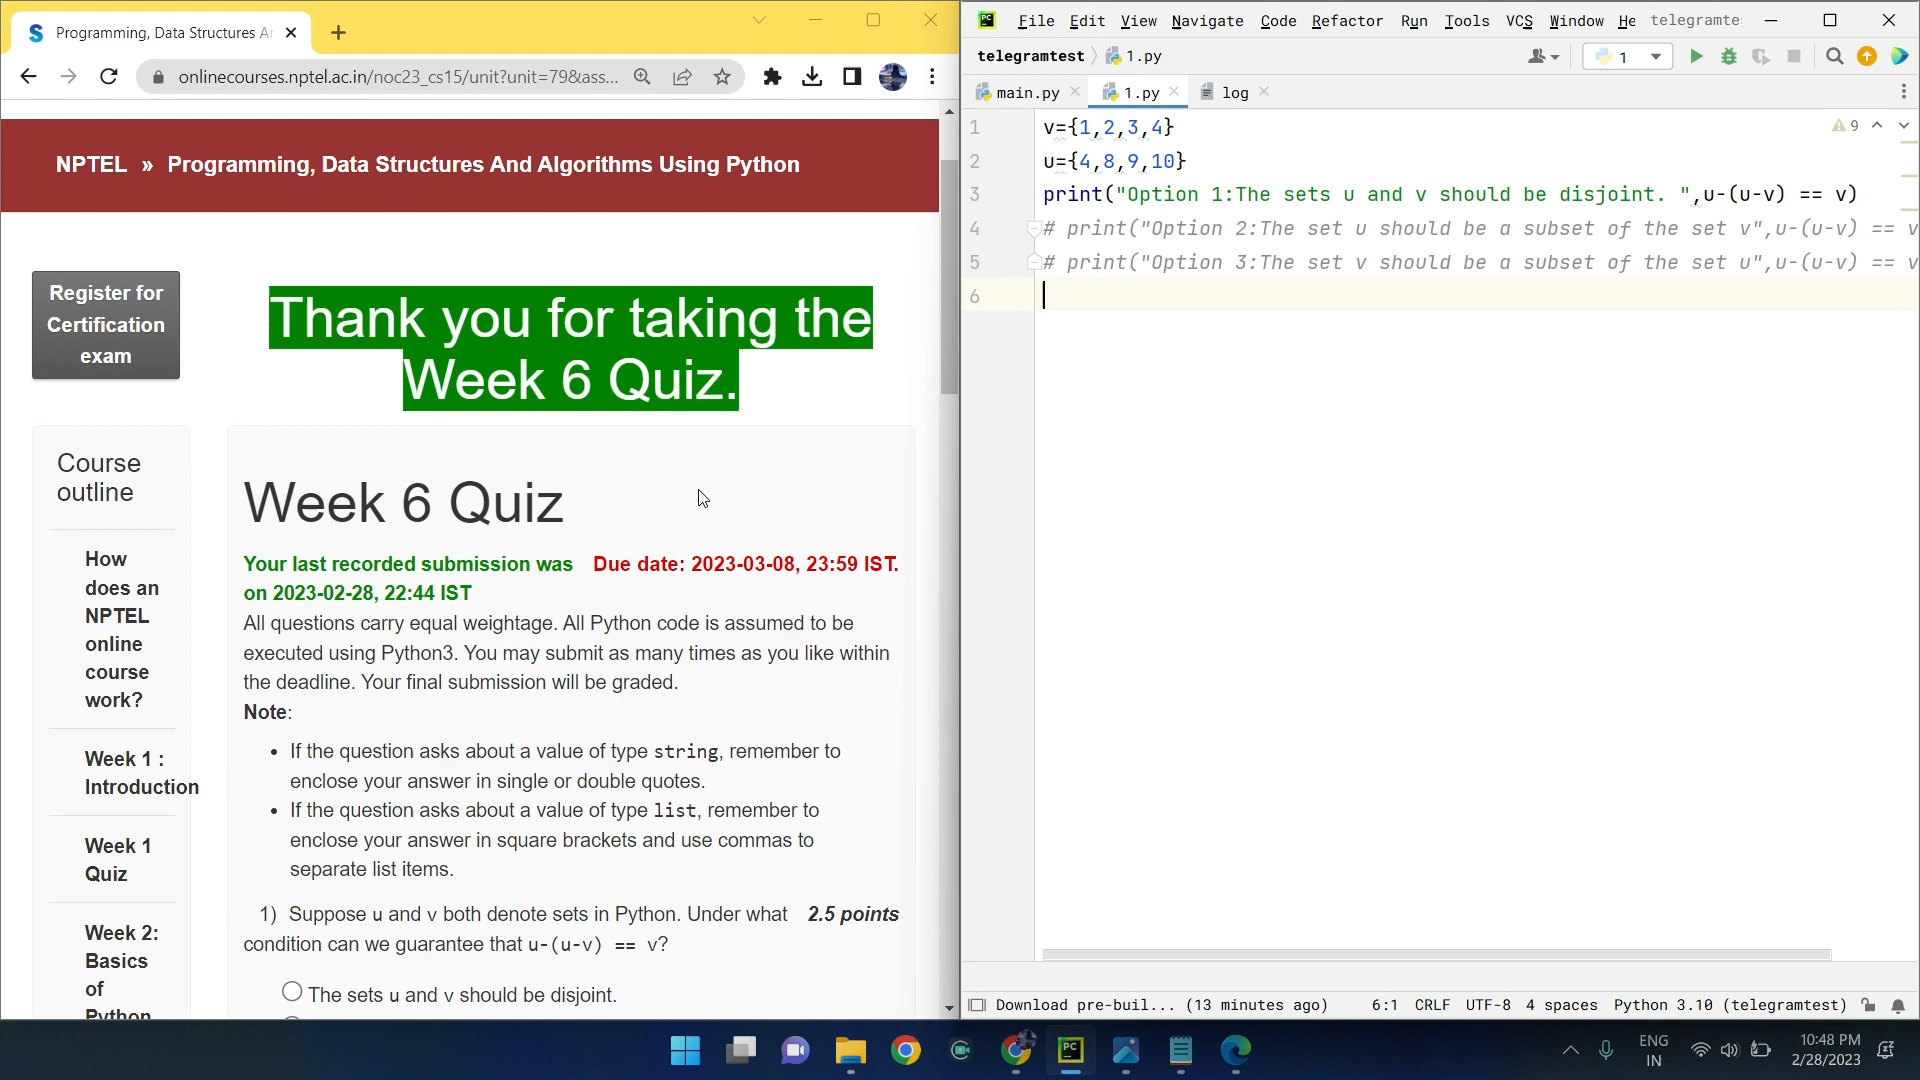 Programming, Data Structures Ar
onlinecourses.nptel.ac.in/noc23_cs15/unit?unit=79&ass...
NPTEL » Programming, Data Structures And Algorithms Using Python
Register for
Certification
exam
Thank you for taking the
Week 6 Quiz.
Course
outline
How
does an
NPTEL
online
course
work?
Week 1 :
Introduction
Week 1
Quiz
Week 2:
Basics
of
Python
Week 6 Quiz
Your last recorded submission was
on 2023-02-28, 22:44 IST
Due date: 2023-03-08, 23:59 IST.
All questions carry equal weightage. All Python code is assumed to be
executed using Python3. You may submit as many times as you like within
the deadline. Your final submission will be graded.
Note:
• If the question asks about a value of type string, remember to
enclose your answer in single or double quotes.
• If the question asks about a value of type list, remember to
enclose your answer in square brackets and use commas to
separate list items.
1) Suppose u and v both denote sets in Python. Under what 2.5 points
condition can we guarantee that u-(u-v) == v?
The sets u and v should be disjoint.
PC File Edit View Navigate Code Refactor Run Tools VCS Window He telegramte
telegramtest 1.py 1
main.py 1.py log
9
1 v={1,2,3,4}
2 u={4,8,9,10}
3 print("Option 1:The sets u and v should be disjoint. ",u-(u-v) == v)
4 # print("Option 2:The set u should be a subset of the set v",u-(u-v) == v
5 # print("Option 3:The set v should be a subset of the set u",u-(u-v) == v
6
Download pre-buil... (13 minutes ago) 6:1 CRLF UTF-8 4 spaces Python 3.10 (telegramtest)
PC
ENG
IN
10:48 PM
2/28/2023